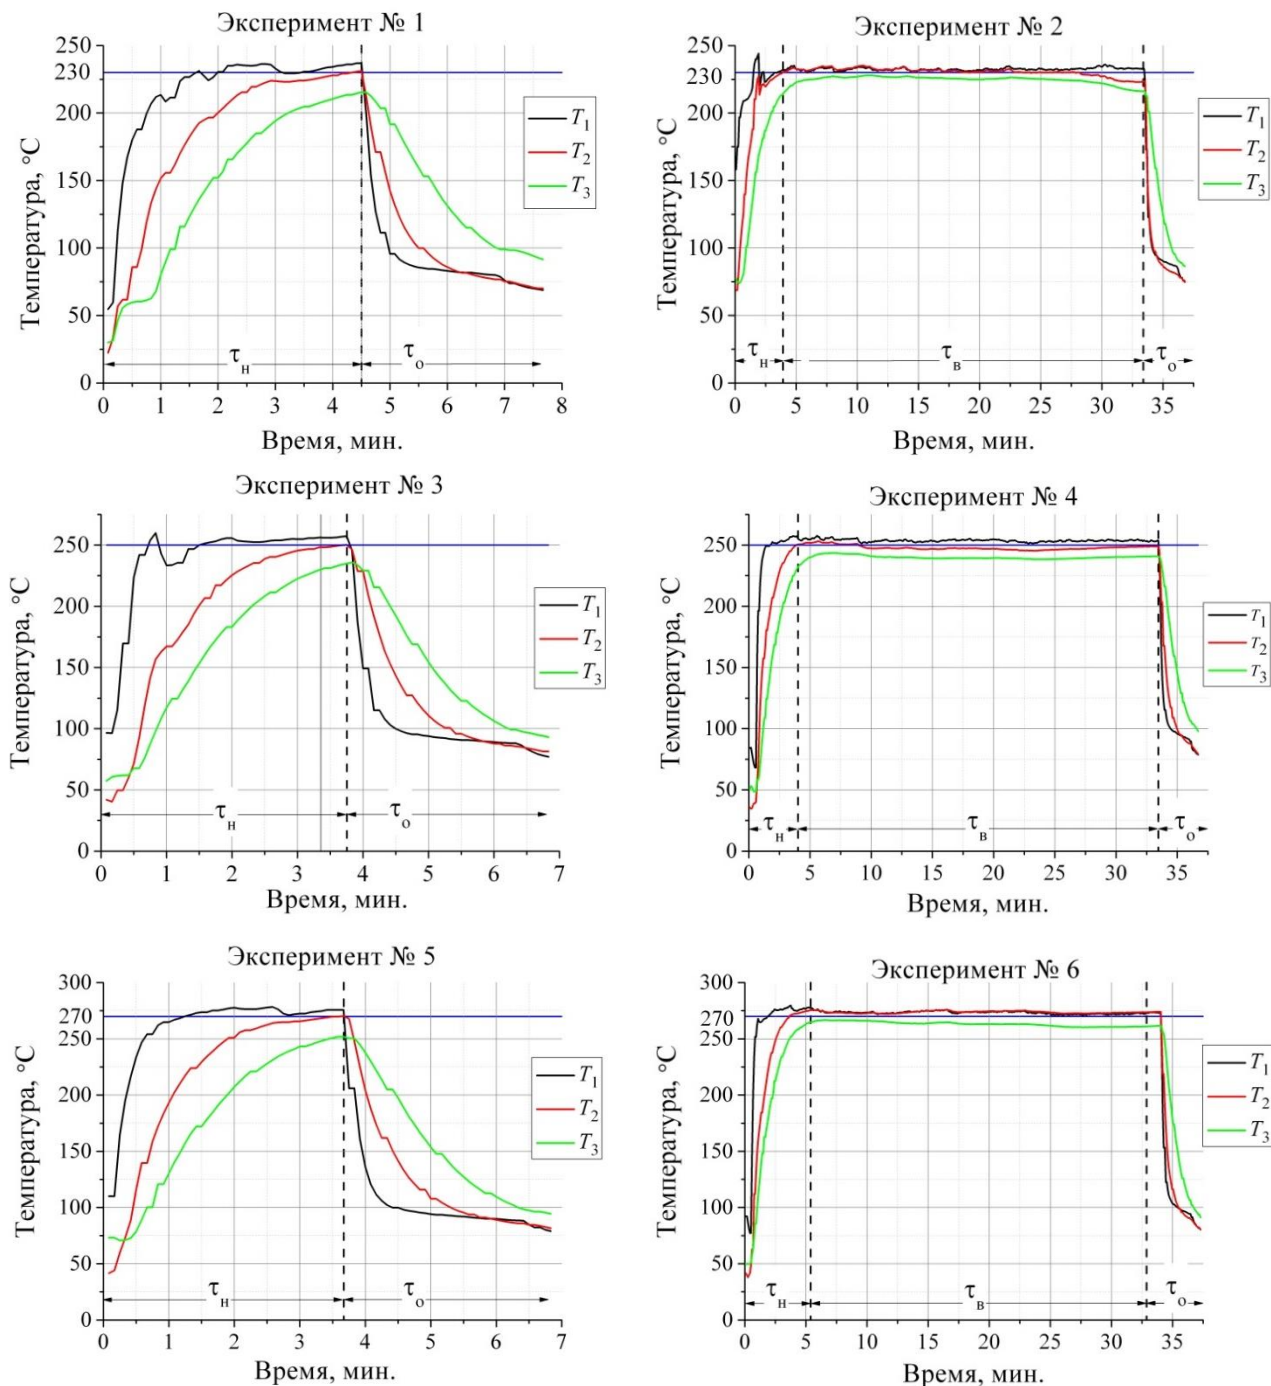 Эксперимент № 1
Температура, °C
250
230
200
150
100
50
0
T1
T2
T3
τн
τо
0 1 2 3 4 5 6 7 8
Время, мин.
Эксперимент № 2
Температура, °C
250
230
200
150
100
50
0
T1
T2
T3
τн
τв
τо
0 5 10 15 20 25 30 35
Время, мин.
Эксперимент № 3
Температура, °C
250
200
150
100
50
0
T1
T2
T3
τн
τо
0 1 2 3 4 5 6 7
Время, мин.
Эксперимент № 4
Температура, °C
250
200
150
100
50
0
T1
T2
T3
τн
τв
τо
0 5 10 15 20 25 30 35
Время, мин.
Эксперимент № 5
Температура, °C
300
270
250
200
150
100
50
0
T1
T2
T3
τн
τо
0 1 2 3 4 5 6 7
Время, мин.
Эксперимент № 6
Температура, °C
300
270
250
200
150
100
50
0
T1
T2
T3
τн
τв
τо
0 5 10 15 20 25 30 35
Время, мин.